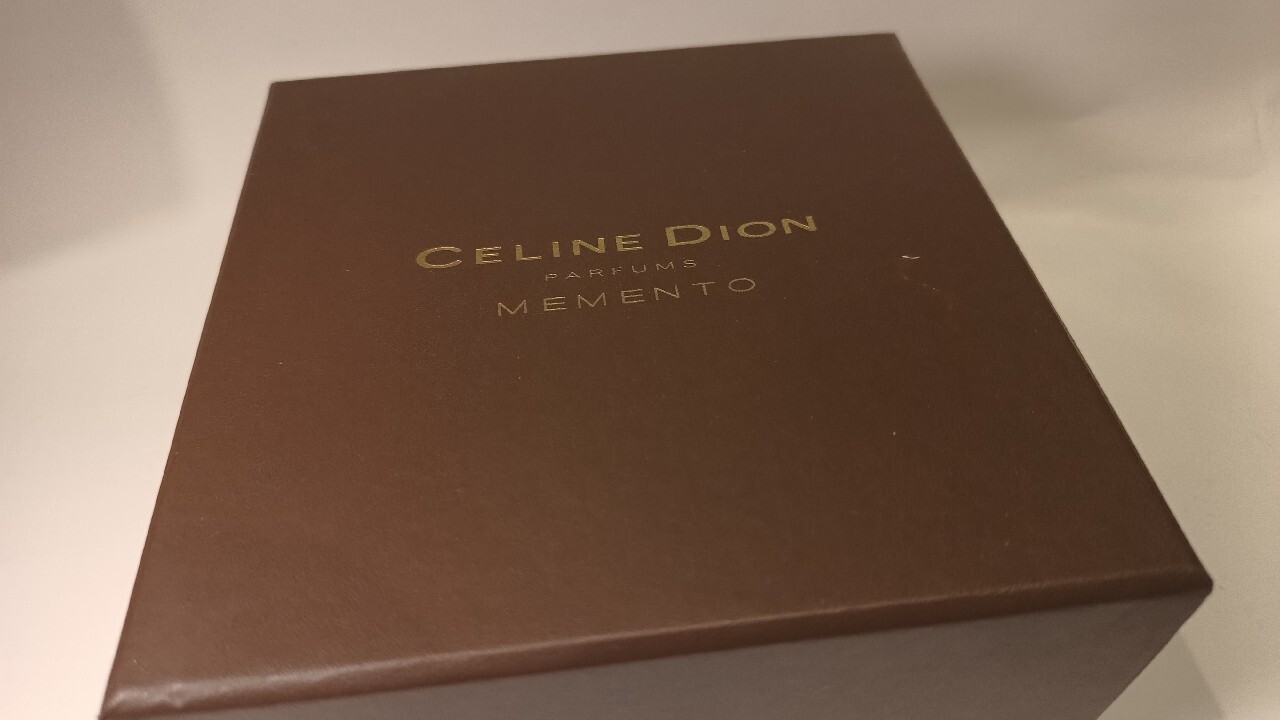 CELINE DION
PARFUMS
MEMENTO